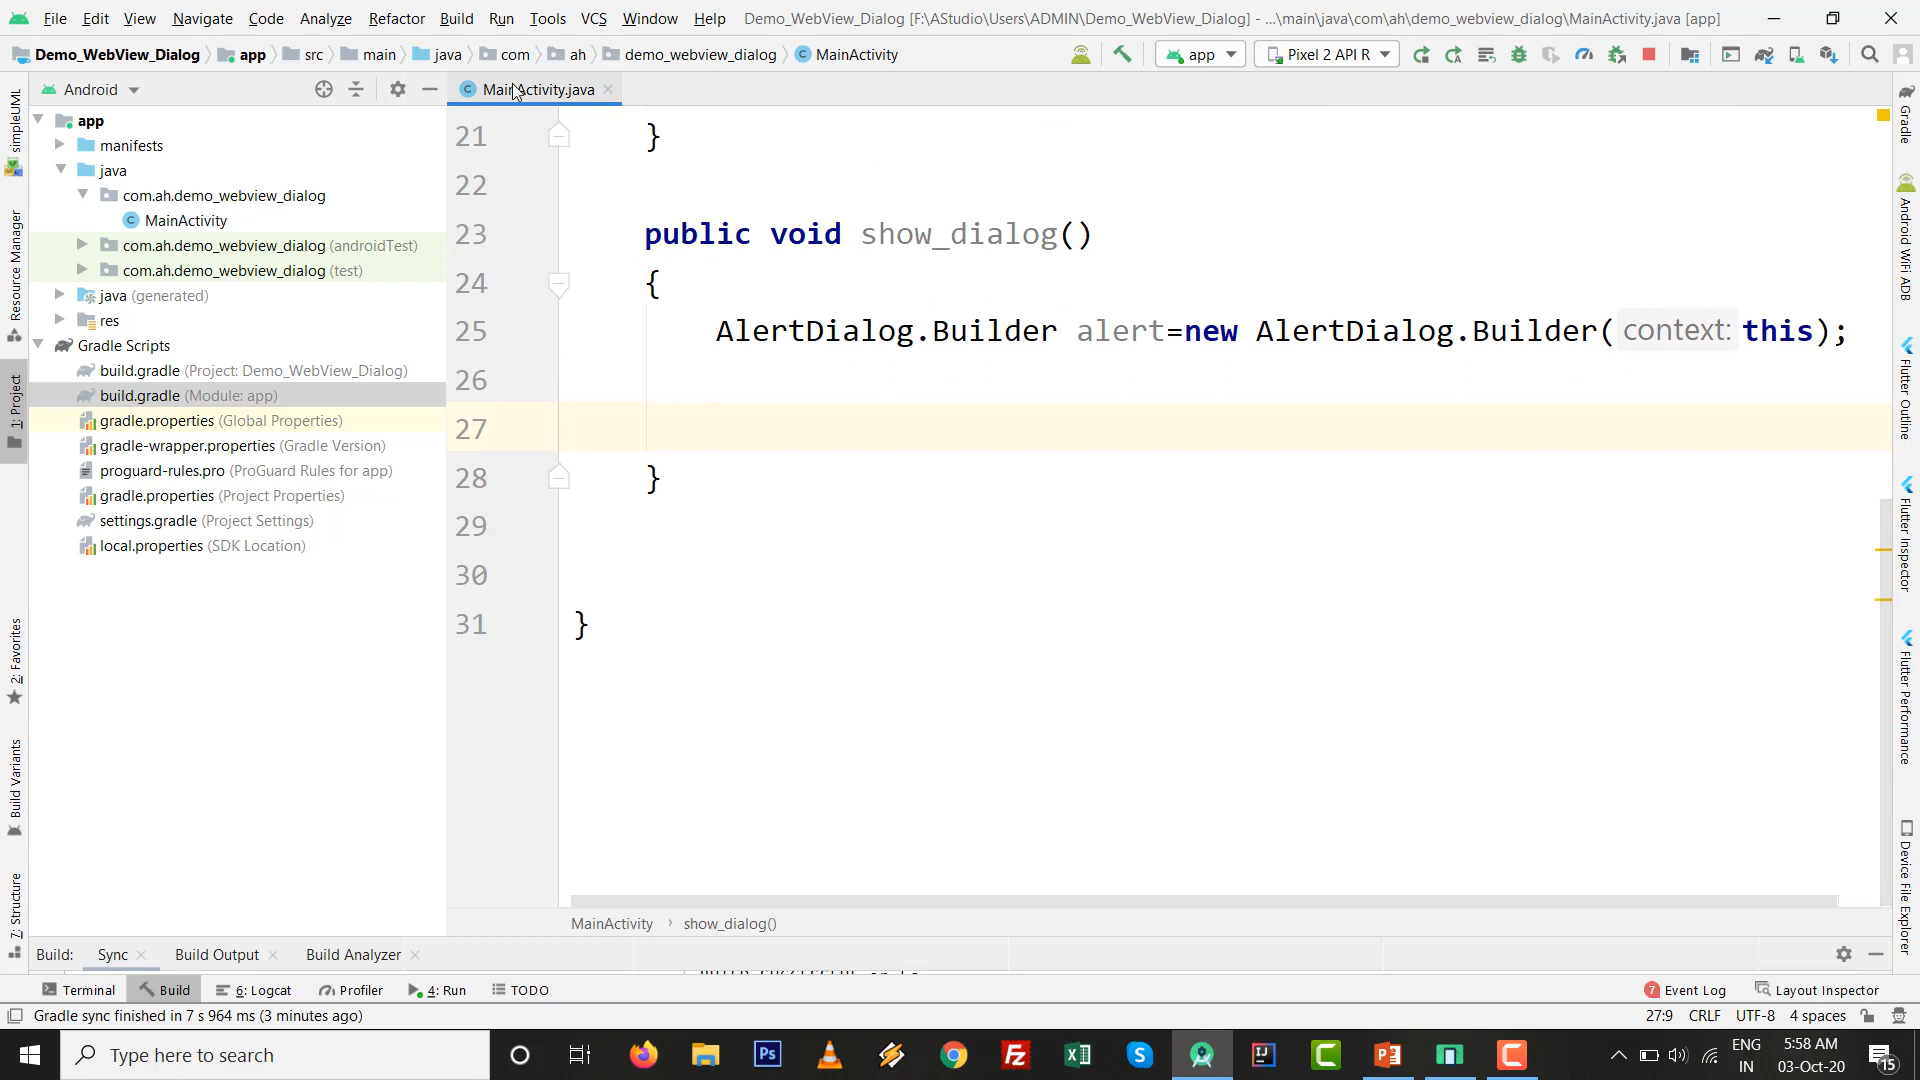 File Edit View Navigate Code Analyze Refactor Build Run Tools VCS Window Help Demo_WebView_Dialog [F:\AStudio\Users\ADMIN\Demo_WebView_Dialog] - ...\main\java\com\ah\demo_webview_dialog\MainActivity.java [app]
Demo_WebView_Dialog app src main java com ah demo_webview_dialog MainActivity app Pixel 2 API R
Android MainActivity.java
simpleUML
Resource Manager
1: Project
2: Favorites
Build Variants
7: Structure
app
manifests
java
com.ah.demo_webview_dialog
MainActivity
com.ah.demo_webview_dialog (androidTest)
com.ah.demo_webview_dialog (test)
java (generated)
res
Gradle Scripts
build.gradle (Project: Demo_WebView_Dialog)
build.gradle (Module: app)
gradle.properties (Global Properties)
gradle-wrapper.properties (Gradle Version)
proguard-rules.pro (ProGuard Rules for app)
gradle.properties (Project Properties)
settings.gradle (Project Settings)
local.properties (SDK Location)
21 }
22
23 public void show_dialog()
24 {
25 AlertDialog.Builder alert=new AlertDialog.Builder( context: this);
26
27
28 }
29
30
31 }
Gradle
Android WiFi ADB
Flutter Outline
Flutter Inspector
Flutter Performance
Device File Explorer
MainActivity › show_dialog()
Build: Sync Build Output Build Analyzer
Terminal Build 6: Logcat Profiler 4: Run TODO 7 Event Log Layout Inspector
Gradle sync finished in 7 s 964 ms (3 minutes ago) 27:9 CRLF UTF-8 4 spaces
Type here to search
ENG
IN
5:58 AM
03-Oct-20
15